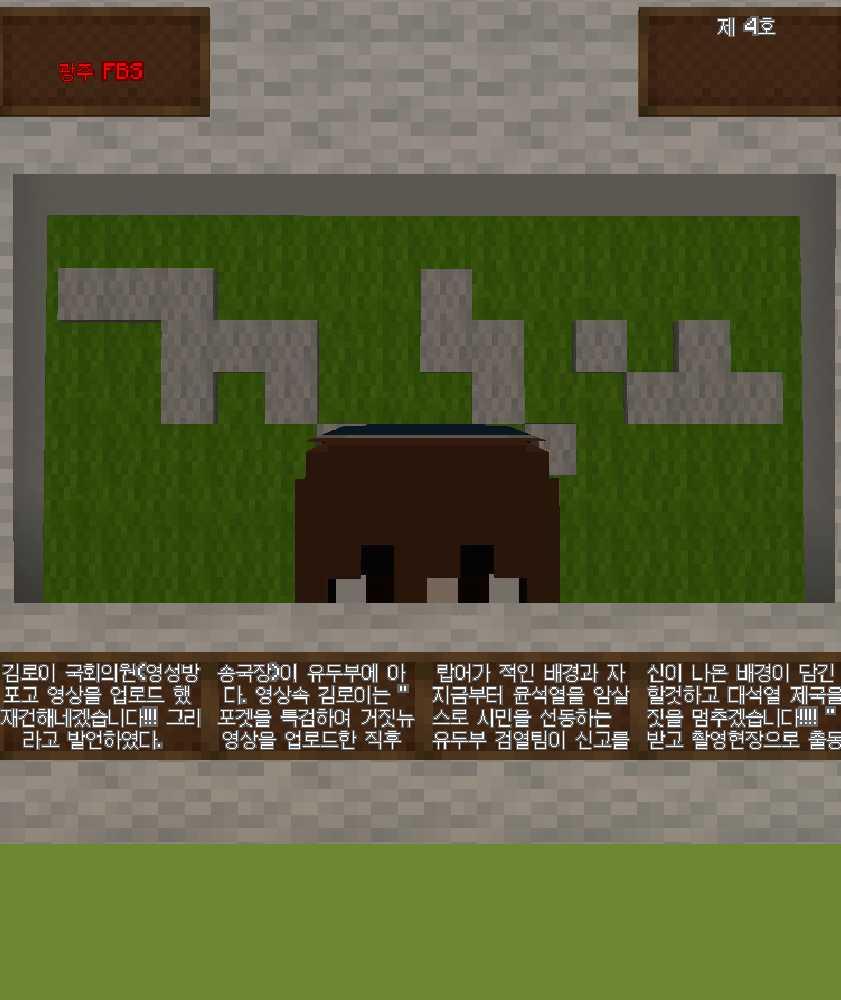 광주 FBS
제 4호
김로이 국회의원(영성방 송국장)이 유두부에 아 랍어가 적인 배경과 자 신이 나온 배경이 담긴
포고 영상을 업로드 했 다. 영상속 김로이는 " 지금부터 윤석열을 암살 할것하고 대석열 제국을
재건해네겠습니다!!! 그리 포켓을 특검하여 거짓뉴 스로 시민을 선동하는 짓을 멈추겠습니다!!!! "
라고 발언하였다. 영상을 업로드한 직후 유두부 검열팀이 신고를 받고 촬영현장으로 출동